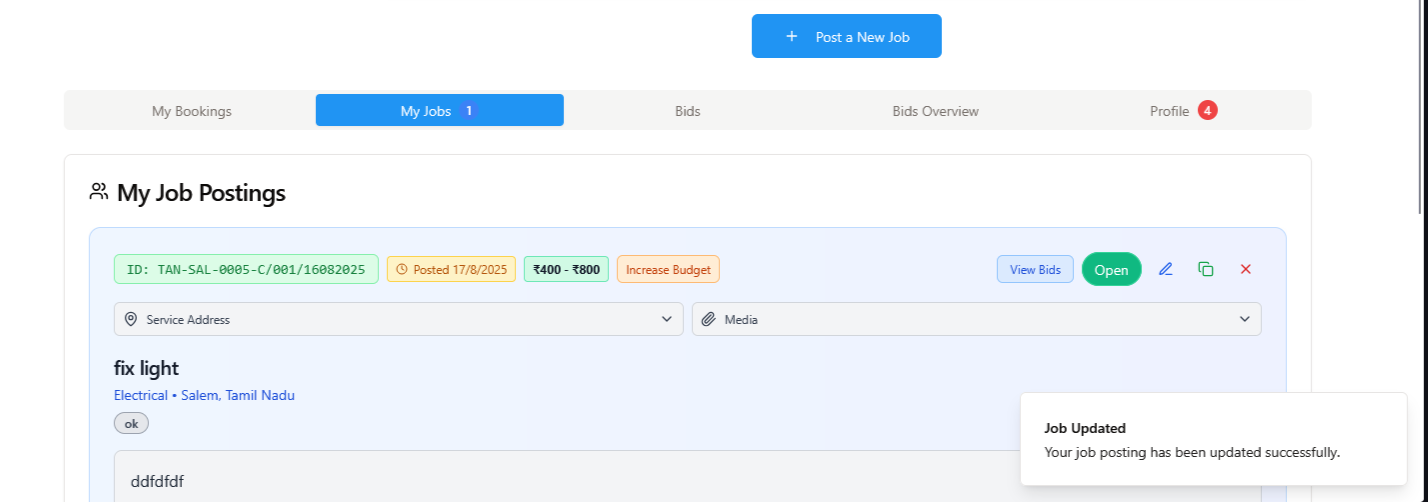 + Post a New Job
My Bookings My Jobs 1 Bids Bids Overview Profile 4
My Job Postings
ID: TAN-SAL-0005-C/001/16082025 Posted 17/8/2025 ₹400 - ₹800 Increase Budget View Bids Open
Service Address Media
fix light
Electrical • Salem, Tamil Nadu
ok
ddfdfdf
Job Updated
Your job posting has been updated successfully.